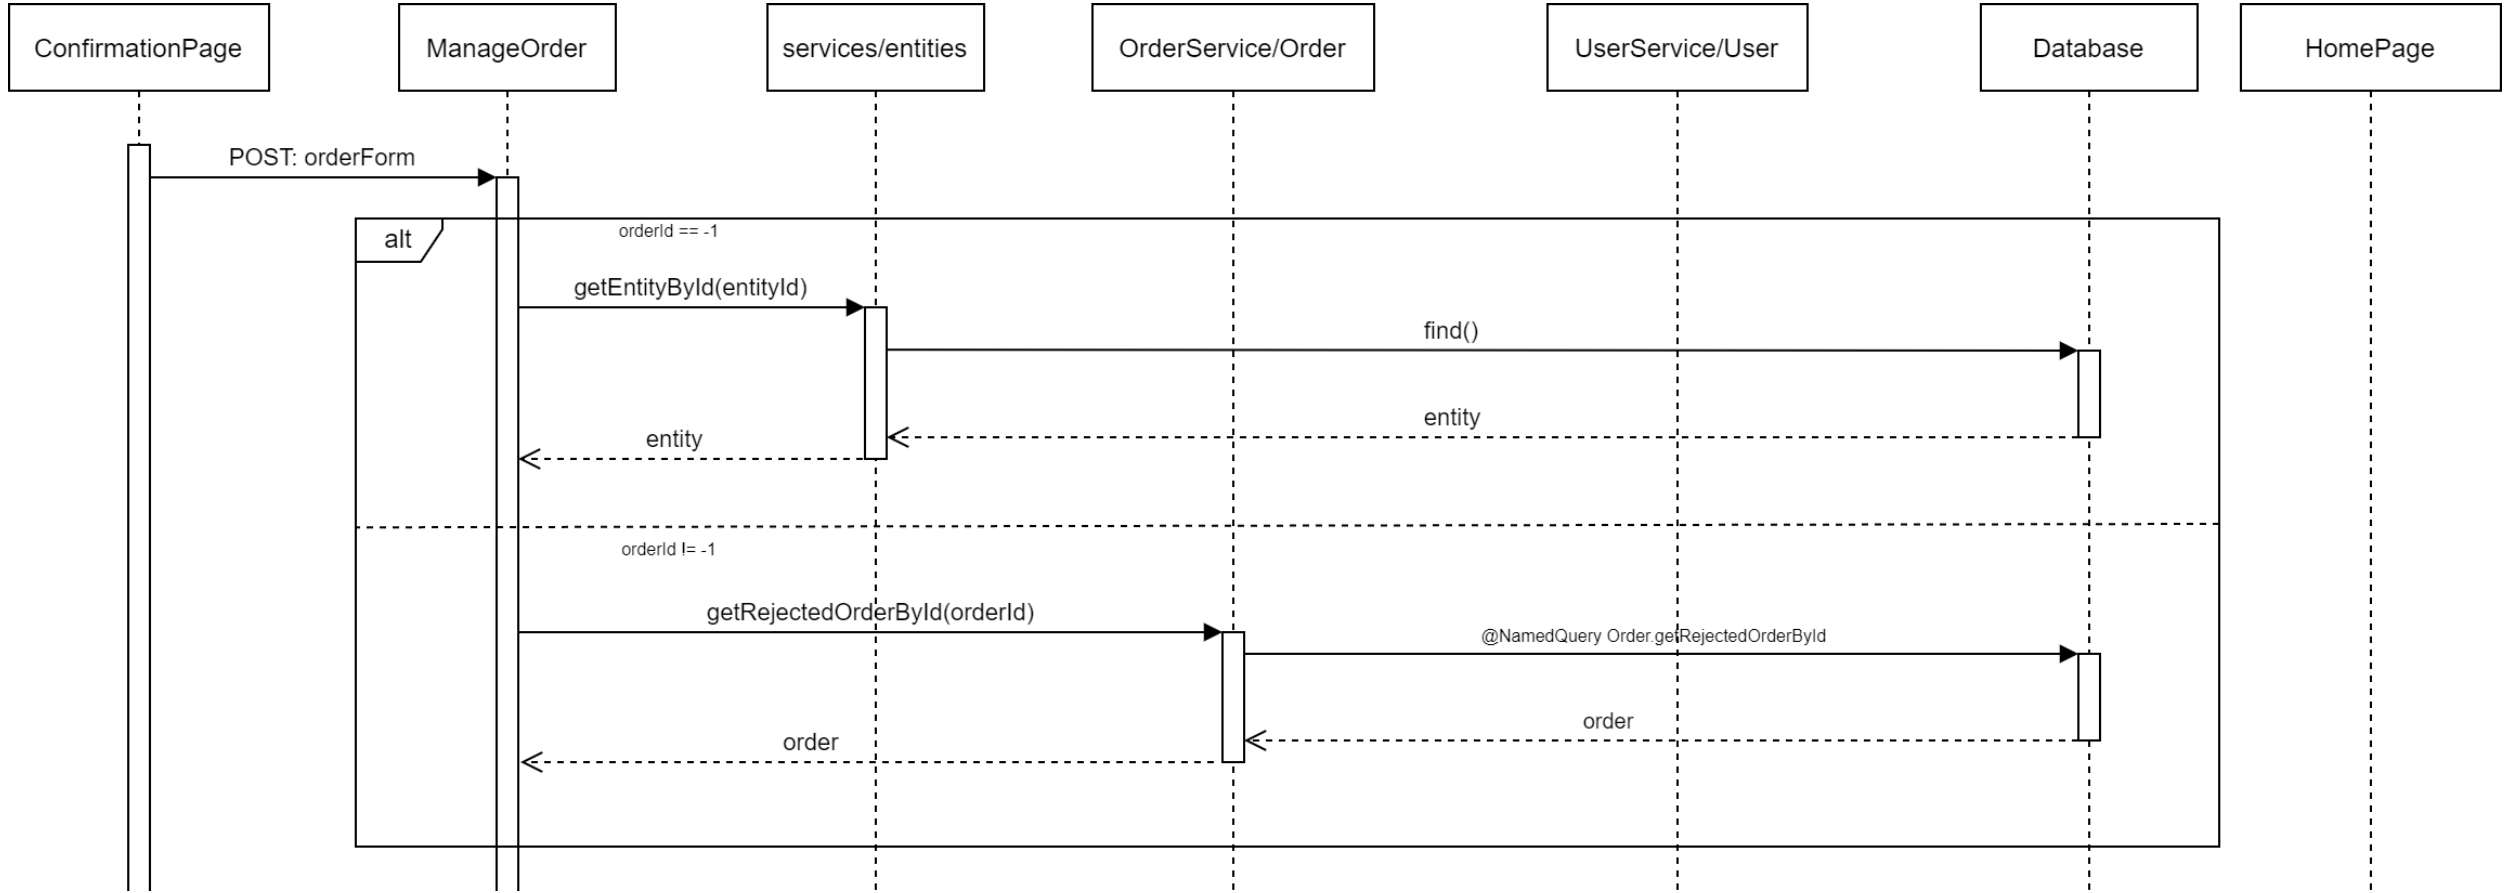 ConfirmationPage
ManageOrder
services/entities
OrderService/Order
UserService/User
Database
HomePage
POST: orderForm
alt
orderId == -1
getEntityById(entityId)
find()
entity
entity
orderId != -1
getRejectedOrderById(orderId)
@NamedQuery Order.getRejectedOrderById
order
order